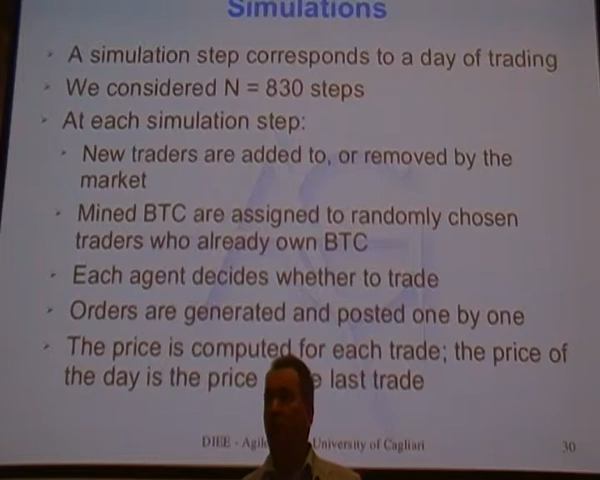 Simulations
A simulation step corresponds to a day of trading
We considered N = 830 steps
At each simulation step:
New traders are added to, or removed by the
market
Mined BTC are assigned to randomly chosen
traders who already own BTC
Each agent decides whether to trade
Orders are generated and posted one by one
The price is computed for each trade; the price of
the day is the price last trade
DIEE - University of Cagliari
30